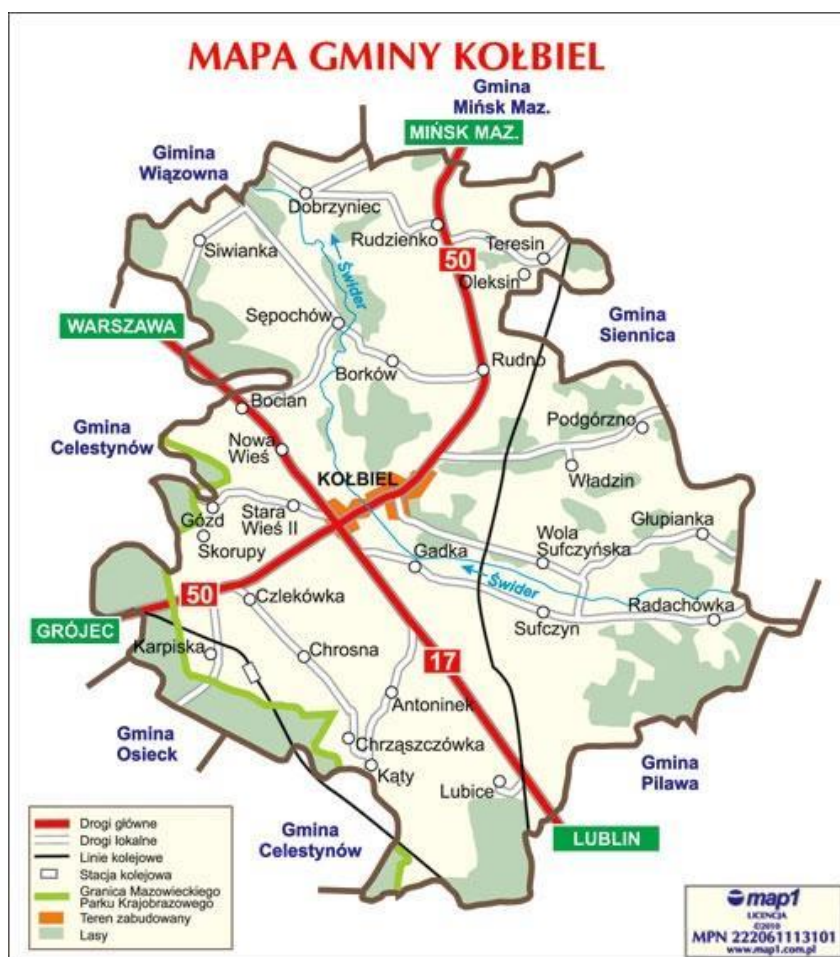 MAPA GMINY KOŁBIEL
Gmina
Mińsk Maz.
MIŃSK MAZ.
Gimina
Wiązowna
Dobrzyniec
Rudzienko
Teresin
Siwianka
50
Oleksin
Świder
Gmina
Siennica
WARSZAWA
Sępochów
Borków
Rudno
Bocian
Podgórzno
Gmina
Celestynów
Nowa
Wieś
Władzin
KOŁBIEL
Stara
Wieś II
Gózd
Skorupy
Wola
Sufczyńska
Głupianka
Gadka
Świder
50
Człekówka
Radachówka
Sufczyn
GRÓJEC
Karpiska
Chrosna
17
Antoninek
Gmina
Osieck
Chrząszczówka
Kąty
Lubice
Gmina
Pilawa
Gmina
Celestynów
LUBLIN
Drogi główne
Drogi lokalne
Linie kolejowe
Stacja kolejowa
Granica Mazowieckiego
Parku Krajobrazowego
Teren zabudowany
Lasy
map1
LICENCJA
©2010
MPN 222061113101
www.map1.com.pl